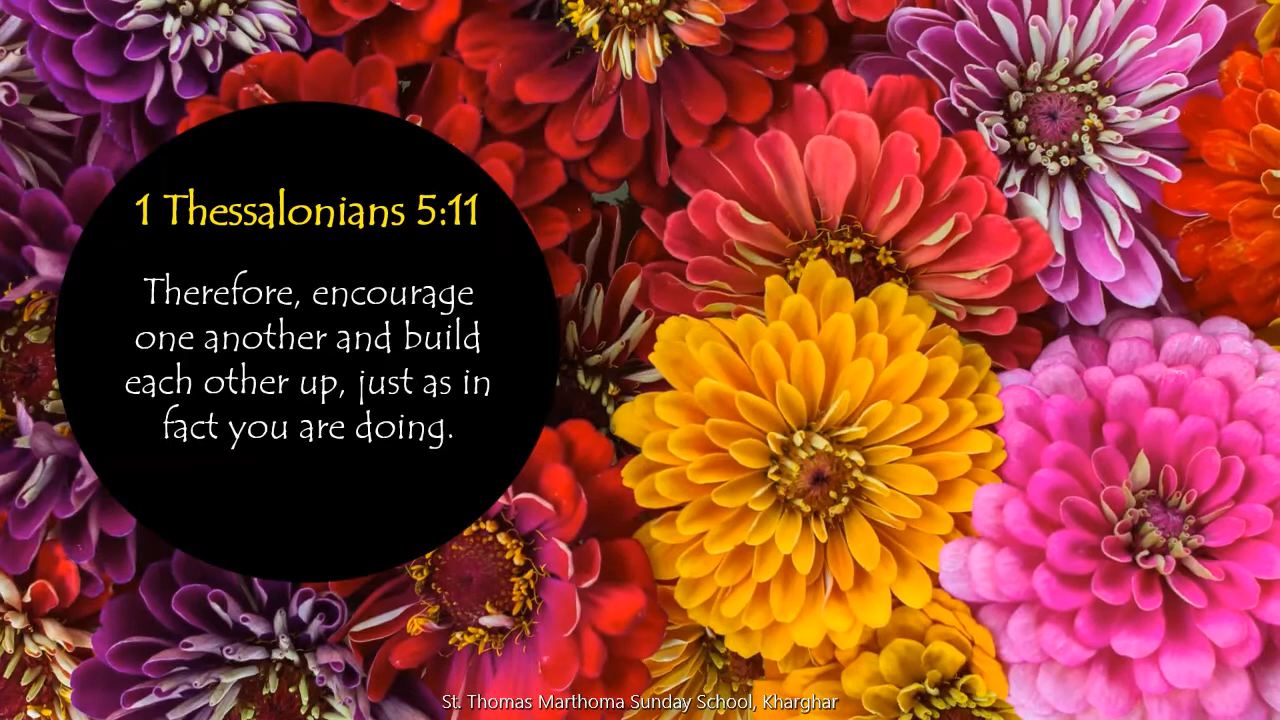 1 Thessalonians 5:11
Therefore, encourage
one another and build
each other up, just as in
fact you are doing.
St. Thomas Marthoma Sunday School, Kharghar